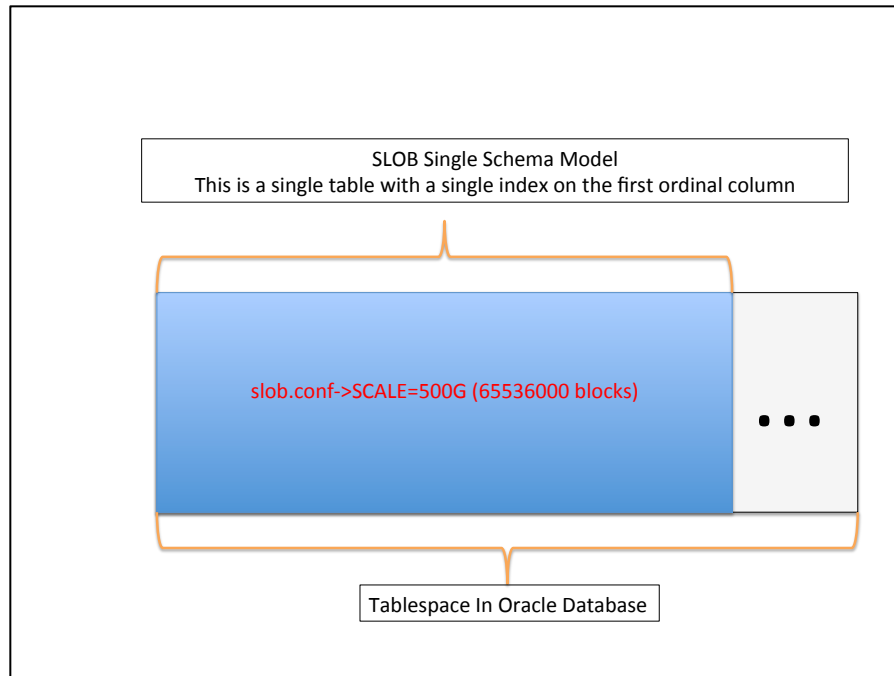 SLOB Single Schema Model
This is a single table with a single index on the first ordinal column
slob.conf->SCALE=500G (65536000 blocks)
...
Tablespace In Oracle Database